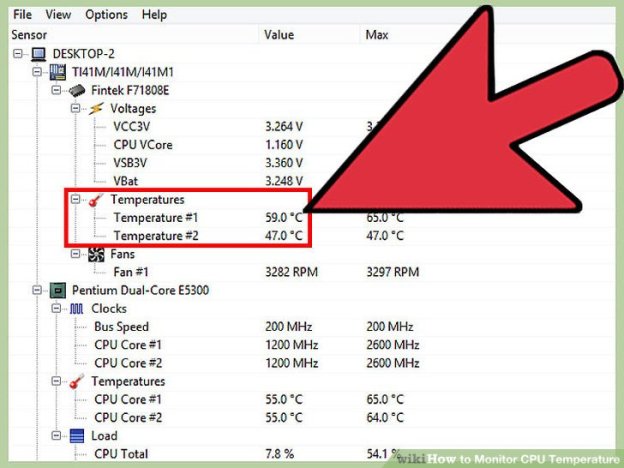 File View Options Help
Sensor Value Max
DESKTOP-2
TI41M/I41M/I41M1
Fintek F71808E
Voltages
VCC3V 3.264 V
CPU VCore 1.160 V
VSB3V 3.360 V
VBat 3.248 V
Temperatures
Temperature #1 59.0 °C 65.0 °C
Temperature #2 47.0 °C 47.0 °C
Fans
Fan #1 3282 RPM 3297 RPM
Pentium Dual-Core E5300
Clocks
Bus Speed 200 MHz 200 MHz
CPU Core #1 1200 MHz 2600 MHz
CPU Core #2 1200 MHz 2600 MHz
Temperatures
CPU Core #1 55.0 °C 65.0 °C
CPU Core #2 55.0 °C 64.0 °C
Load
CPU Total 7.8 % 54.1 %
wikiHow to Monitor CPU Temperature